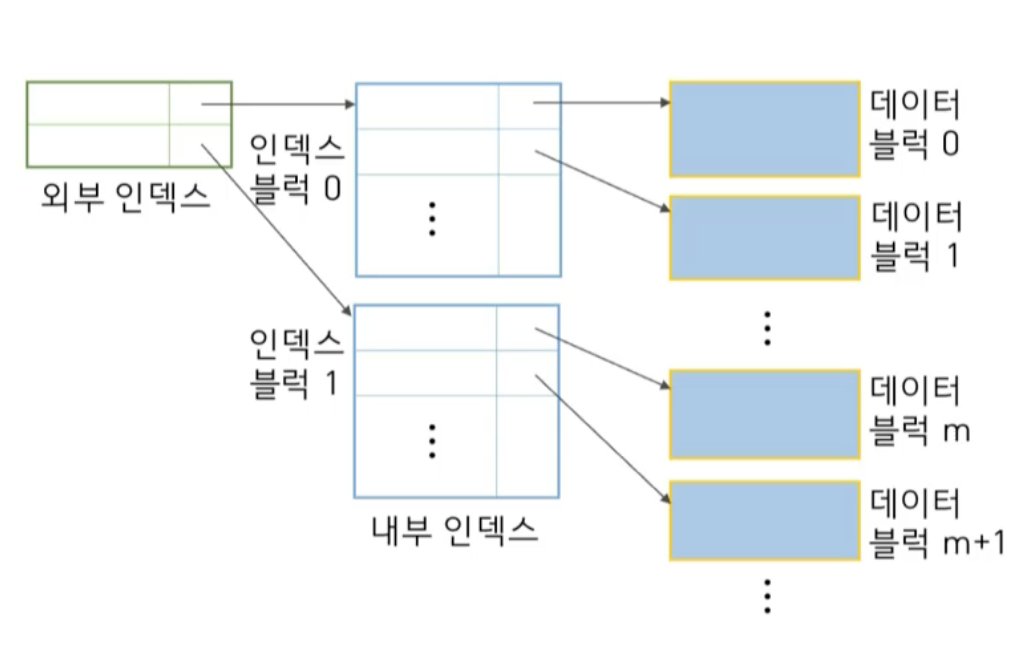 외부 인덱스
인덱스
블럭 0
인덱스
블럭 1
내부 인덱스
데이터
블럭 0
데이터
블럭 1
데이터
블럭 m
데이터
블럭 m+1